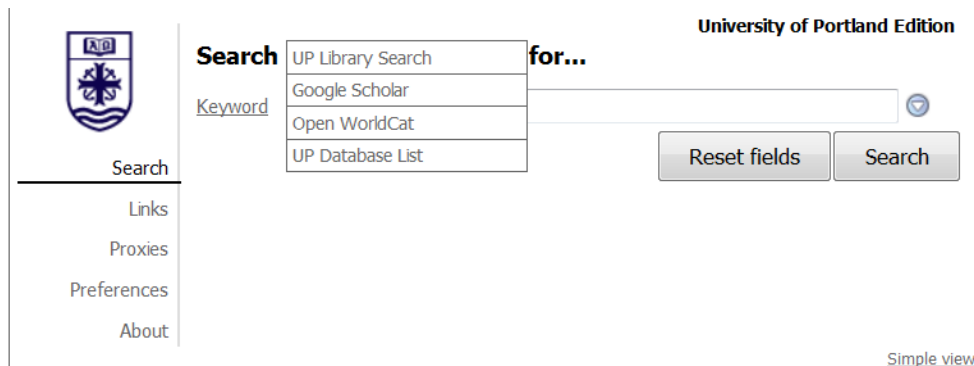 University of Portland Edition
Search UP Library Search for...
Google Scholar
Keyword
Open WorldCat
UP Database List
Reset fields Search
Search
Links
Proxies
Preferences
About
Simple view